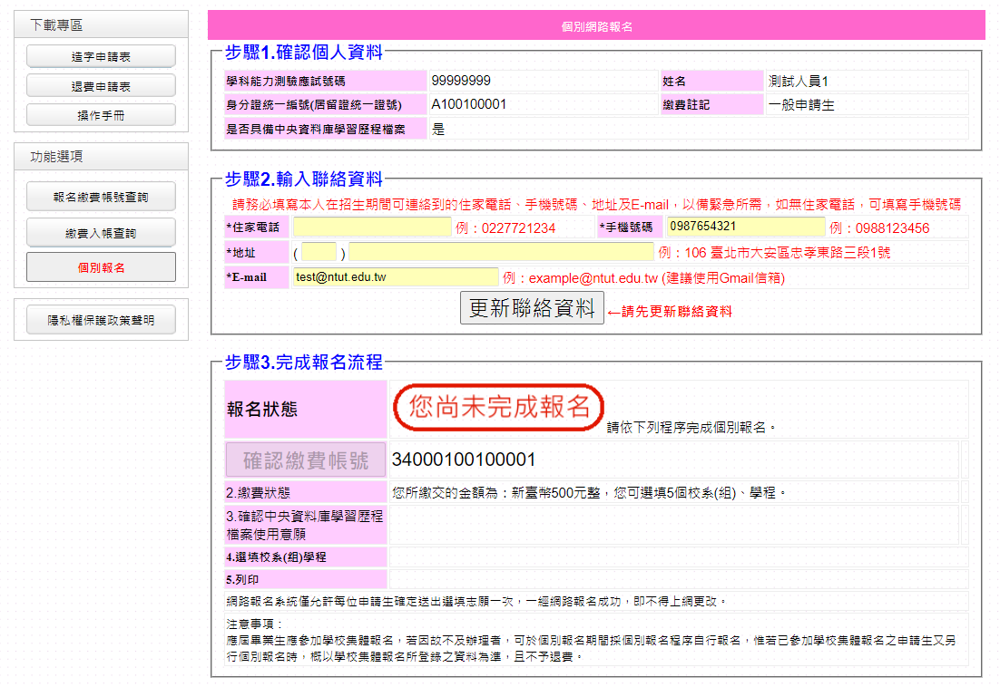 下載專區
造字申請表
退費申請表
操作手冊
功能選項
報名繳費帳號查詢
繳費入帳查詢
個別報名
隱私權保護政策聲明
個別網路報名
步驟1.確認個人資料
學科能力測驗應試號碼 99999999 姓名 測試人員1
身分證統一編號(居留證統一證號) A100100001 繳費註記 一般申請生
是否具備中央資料庫學習歷程檔案 是
步驟2.輸入聯絡資料
請務必填寫本人在招生期間可連絡到的住家電話、手機號碼、地址及E-mail，以備緊急所需，如無住家電話，可填寫手機號碼
*住家電話 例：0227721234 *手機號碼 0987654321 例：0988123456
*地址 ( ) 例：106 臺北市大安區忠孝東路三段1號
*E-mail test@ntut.edu.tw 例：example@ntut.edu.tw (建議使用Gmail信箱)
更新聯絡資料 ←請先更新聯絡資料
步驟3.完成報名流程
報名狀態 您尚未完成報名 請依下列程序完成個別報名。
確認繳費帳號 34000100100001
2.繳費狀態 您所繳交的金額為：新臺幣500元整，您可選填5個校系(組)、學程。
3.確認中央資料庫學習歷程
檔案使用意願
4.選填校系(組)學程
5.列印
網路報名系統僅允許每位申請生確定送出選填志願一次，一經網路報名成功，即不得上網更改。
注意事項：
應屆畢業生應參加學校集體報名，若因故不及辦理者，可於個別報名期間採個別報名程序自行報名，惟若已參加學校集體報名之申請生又另
行個別報名時，概以學校集體報名所登錄之資料為準，且不予退費。